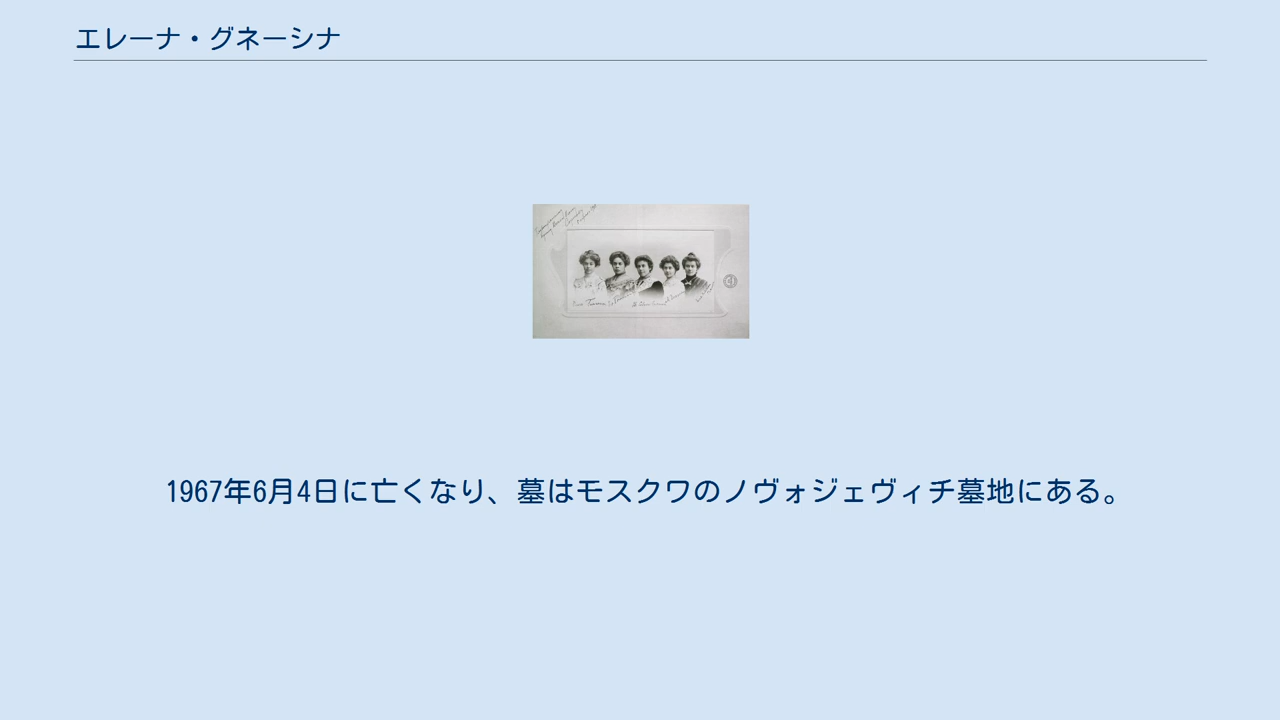 エレーナ・グネーシナ
1967年6月4日に亡くなり、墓はモスクワのノヴォジェヴィチ墓地にある。